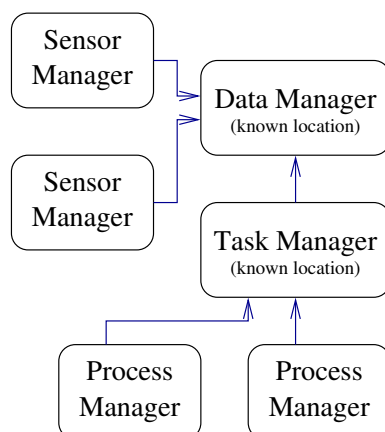 Sensor
Manager
Data Manager
(known location)
Sensor
Manager
Task Manager
(known location)
Process
Manager
Process
Manager